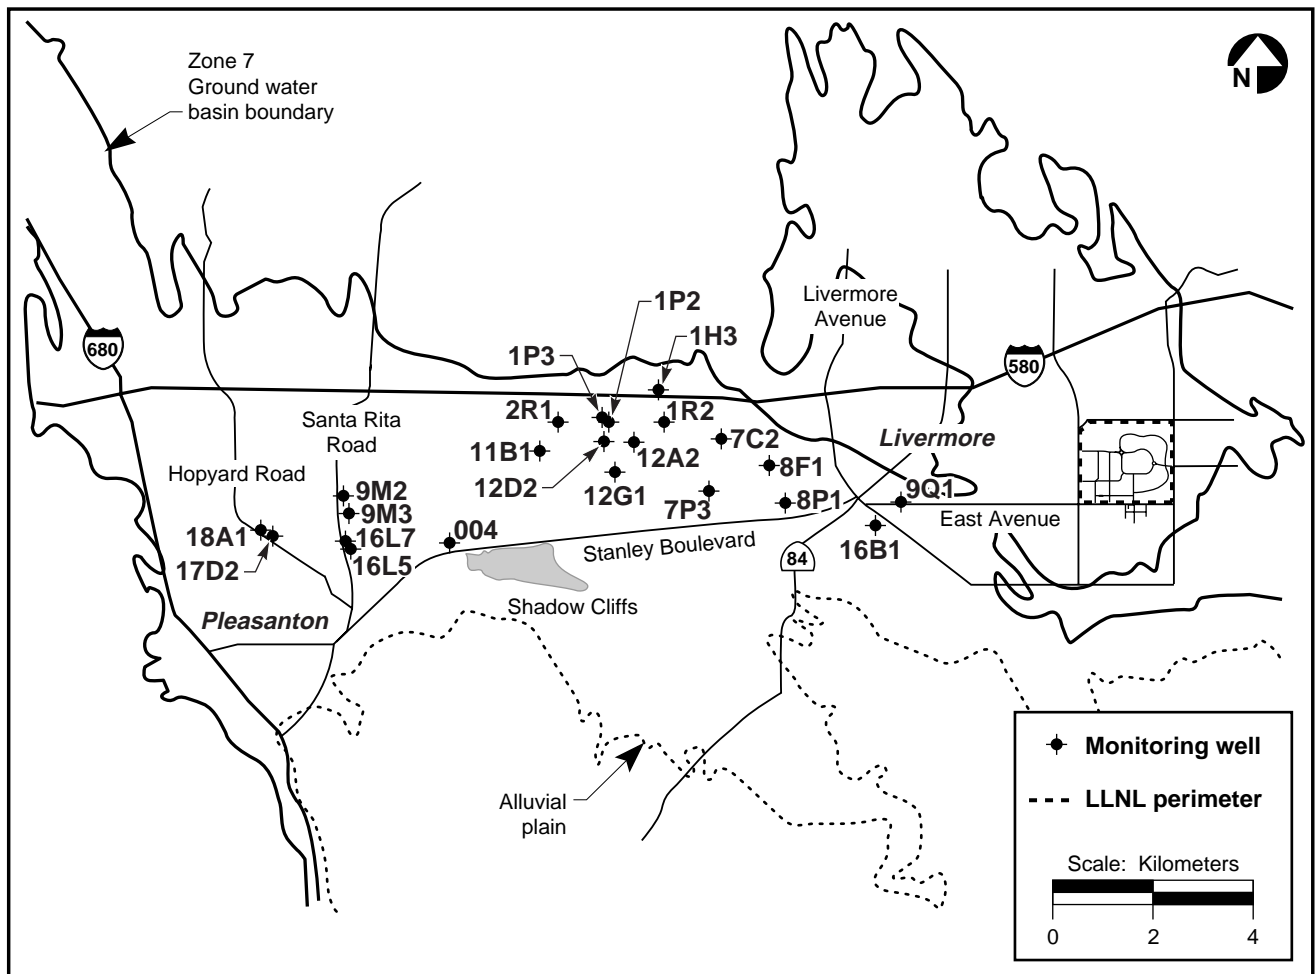 Zone 7
Ground water
basin boundary
N
1P2
Livermore
Avenue
1H3
680
1P3
580
2R1
Santa Rita
Road
1R2
7C2
Livermore
11B1
12A2
Hopyard Road
8F1
12D2
12G1
9M2
7P3
8P1
9Q1
9M3
East Avenue
18A1
16L7
004
Stanley Boulevard
16B1
17D2
16L5
84
Shadow Cliffs
Pleasanton
Alluvial
plain
Monitoring well
LLNL perimeter
Scale: Kilometers
0 2 4